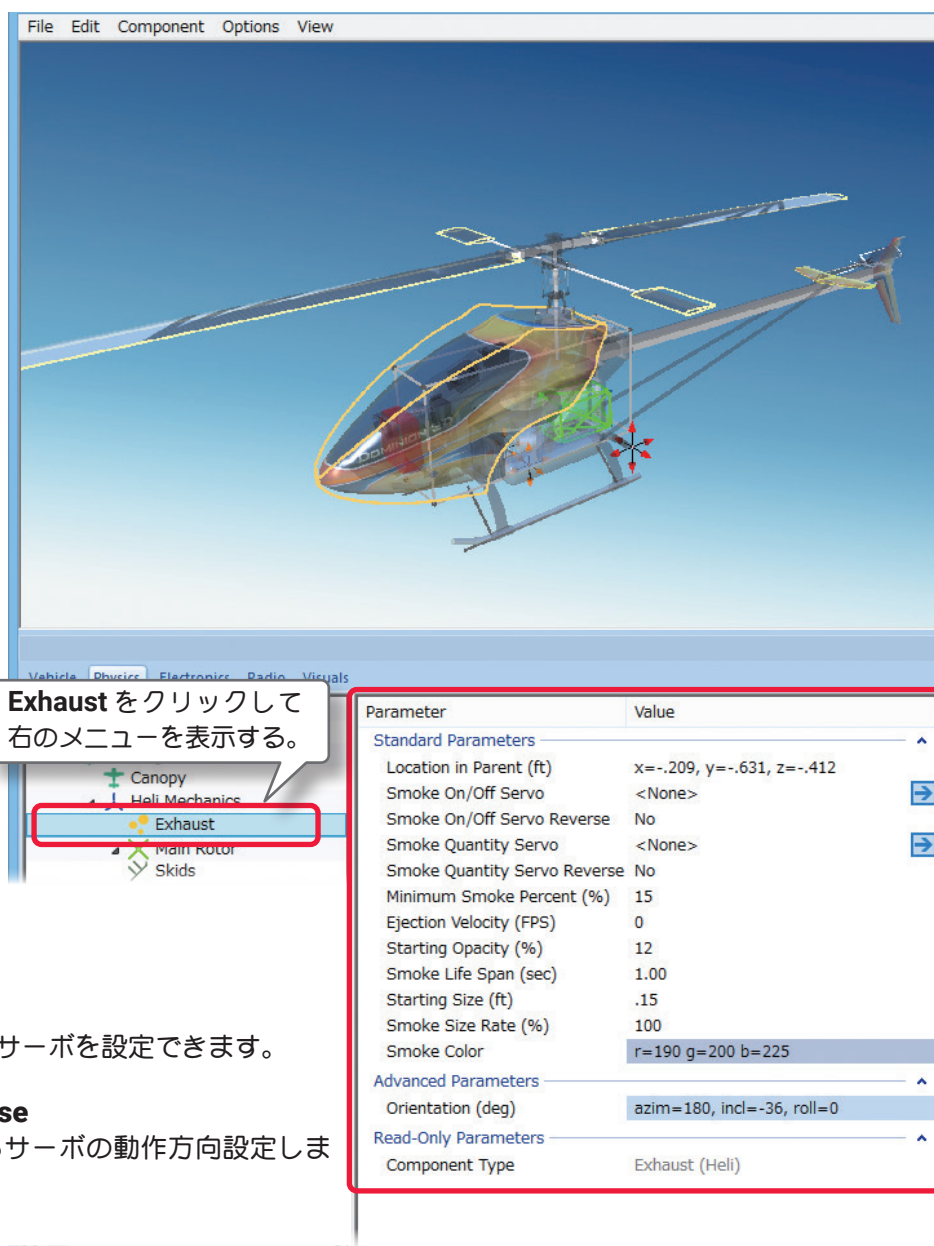 File Edit Component Options View
DOMINION 3D
Vehicle Physics Electronics Radio Visuals
Exhaust をクリックして
右のメニューを表示する。
Canopy
Heli Mechanics
Exhaust
Main Rotor
Skids
サーボを設定できます。
se
サーボの動作方向設定しま
Parameter Value
Standard Parameters
Location in Parent (ft) x=-.209, y=-.631, z=-.412
Smoke On/Off Servo <None>
Smoke On/Off Servo Reverse No
Smoke Quantity Servo <None>
Smoke Quantity Servo Reverse No
Minimum Smoke Percent (%) 15
Ejection Velocity (FPS) 0
Starting Opacity (%) 12
Smoke Life Span (sec) 1.00
Starting Size (ft) .15
Smoke Size Rate (%) 100
Smoke Color r=190 g=200 b=225
Advanced Parameters
Orientation (deg) azim=180, incl=-36, roll=0
Read-Only Parameters
Component Type Exhaust (Heli)